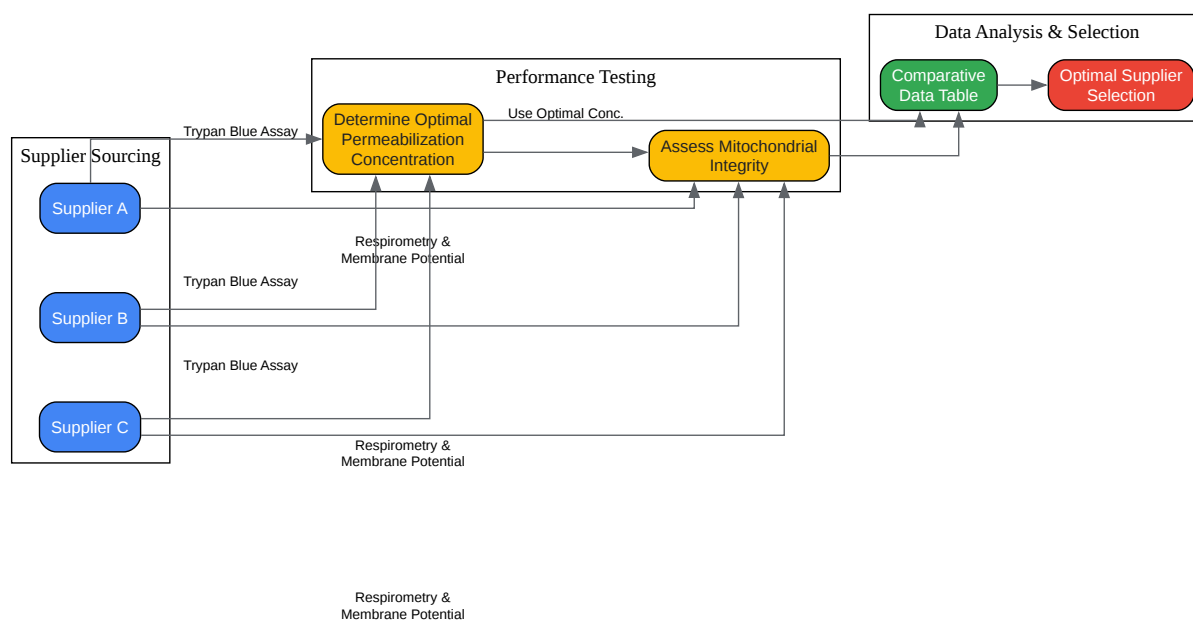 Data Analysis & Selection
Comparative
Data Table
Optimal Supplier
Selection
Performance Testing
Determine Optimal
Permeabilization
Concentration
Use Optimal Conc.
Assess Mitochondrial
Integrity
Trypan Blue Assay
Supplier Sourcing
Supplier A
Respirometry &
Membrane Potential
Trypan Blue Assay
Supplier B
Trypan Blue Assay
Supplier C
Respirometry &
Membrane Potential
Respirometry &
Membrane Potential